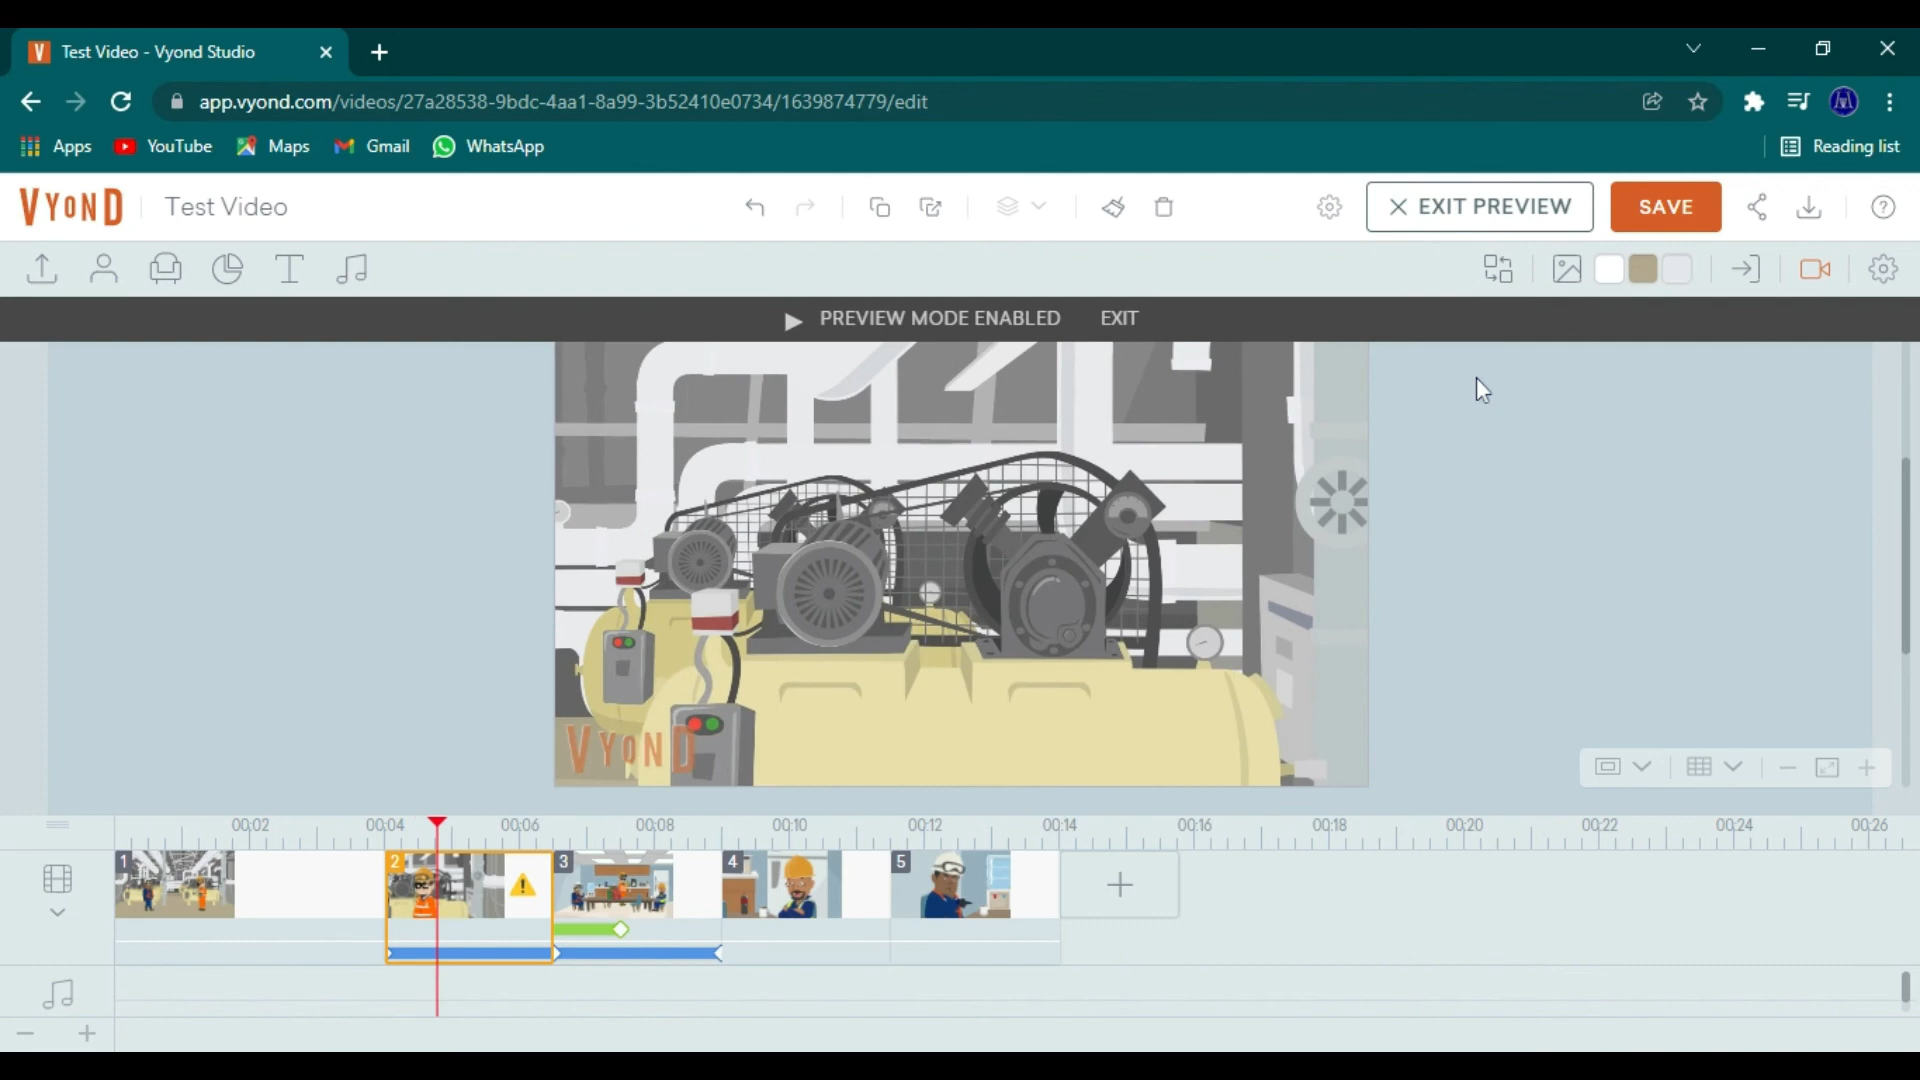 Test Video - Vyond Studio
app.vyond.com/videos/27a28538-9bdc-4aa1-8a99-3b52410e0734/1639874779/edit
Apps YouTube Maps Gmail WhatsApp Reading list
VYOND Test Video EXIT PREVIEW SAVE
PREVIEW MODE ENABLED EXIT
VYOND
00:02 00:04 00:06 00:08 00:10 00:12 00:14 00:16 00:18 00:20 00:22 00:24 00:26
1 2 3 4 5